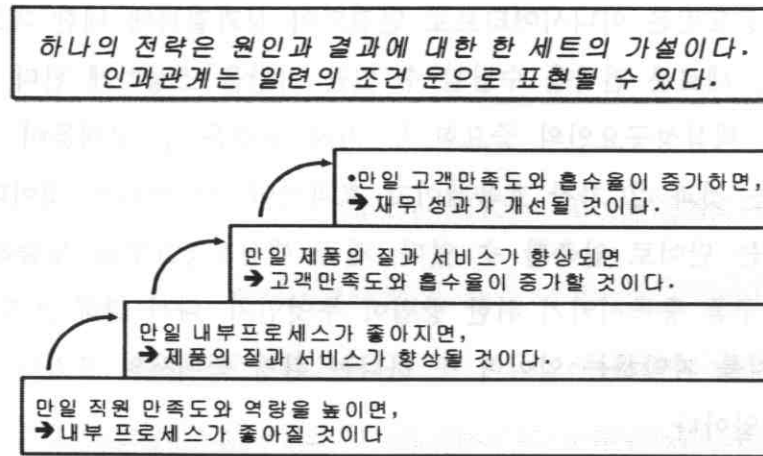 하나의 전략은 원인과 결과에 대한 한 세트의 가설이다.
인과관계는 일련의 조건 문으로 표현될 수 있다.
•만일 고객만족도와 흡수율이 증가하면,
➔ 재무 성과가 개선될 것이다.
만일 제품의 질과 서비스가 향상되면
➔ 고객만족도와 흡수율이 증가할 것이다.
만일 내부프로세스가 좋아지면,
➔ 제품의 질과 서비스가 향상될 것이다.
만일 직원 만족도와 역량을 높이면,
➔ 내부 프로세스가 좋아질 것이다